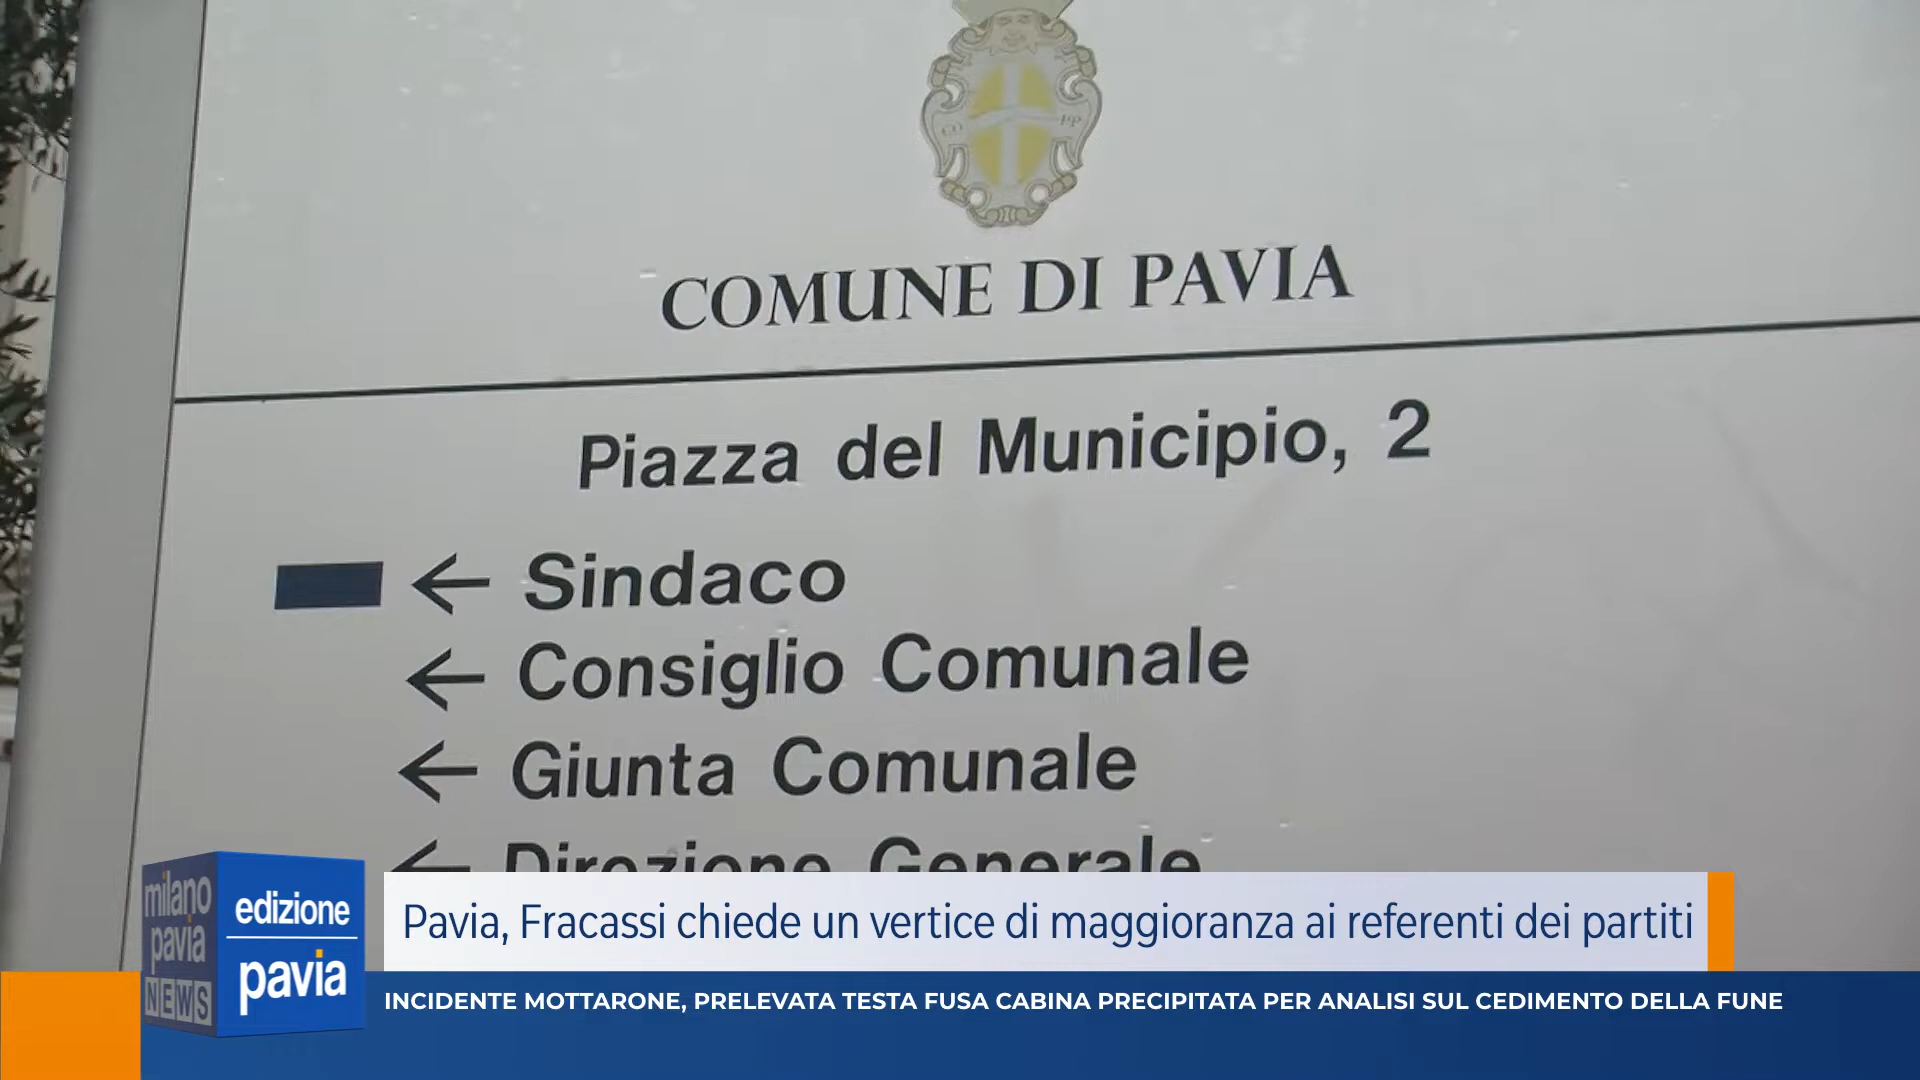 COMUNE DI PAVIA
Piazza del Municipio, 2
← Sindaco
← Consiglio Comunale
← Giunta Comunale
← Direzione Generale
milano
pavia
NEWS
edizione
pavia
Pavia, Fracassi chiede un vertice di maggioranza ai referenti dei partiti
INCIDENTE MOTTARONE, PRELEVATA TESTA FUSA CABINA PRECIPITATA PER ANALISI SUL CEDIMENTO DELLA FUNE